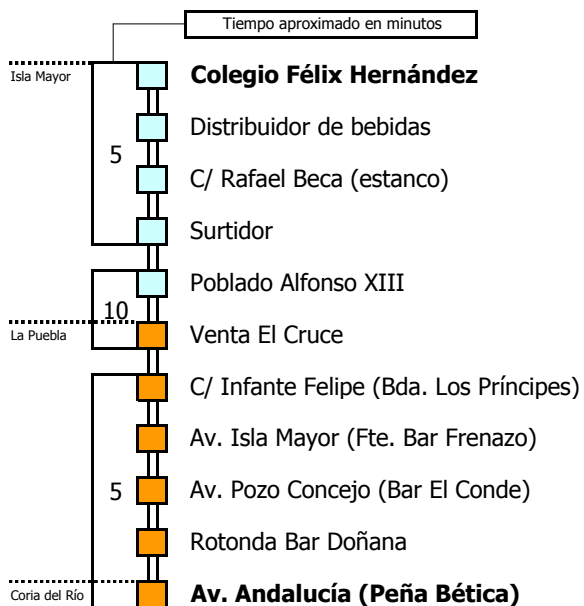 Tiempo aproximado en minutos
Isla Mayor
Colegio Félix Hernández
Distribuidor de bebidas
5
C/ Rafael Beca (estanco)
Surtidor
Poblado Alfonso XIII
10
La Puebla
Venta El Cruce
C/ Infante Felipe (Bda. Los Príncipes)
Av. Isla Mayor (Fte. Bar Frenazo)
5
Av. Pozo Concejo (Bar El Conde)
Rotonda Bar Doñana
Coria del Río
Av. Andalucía (Peña Bética)